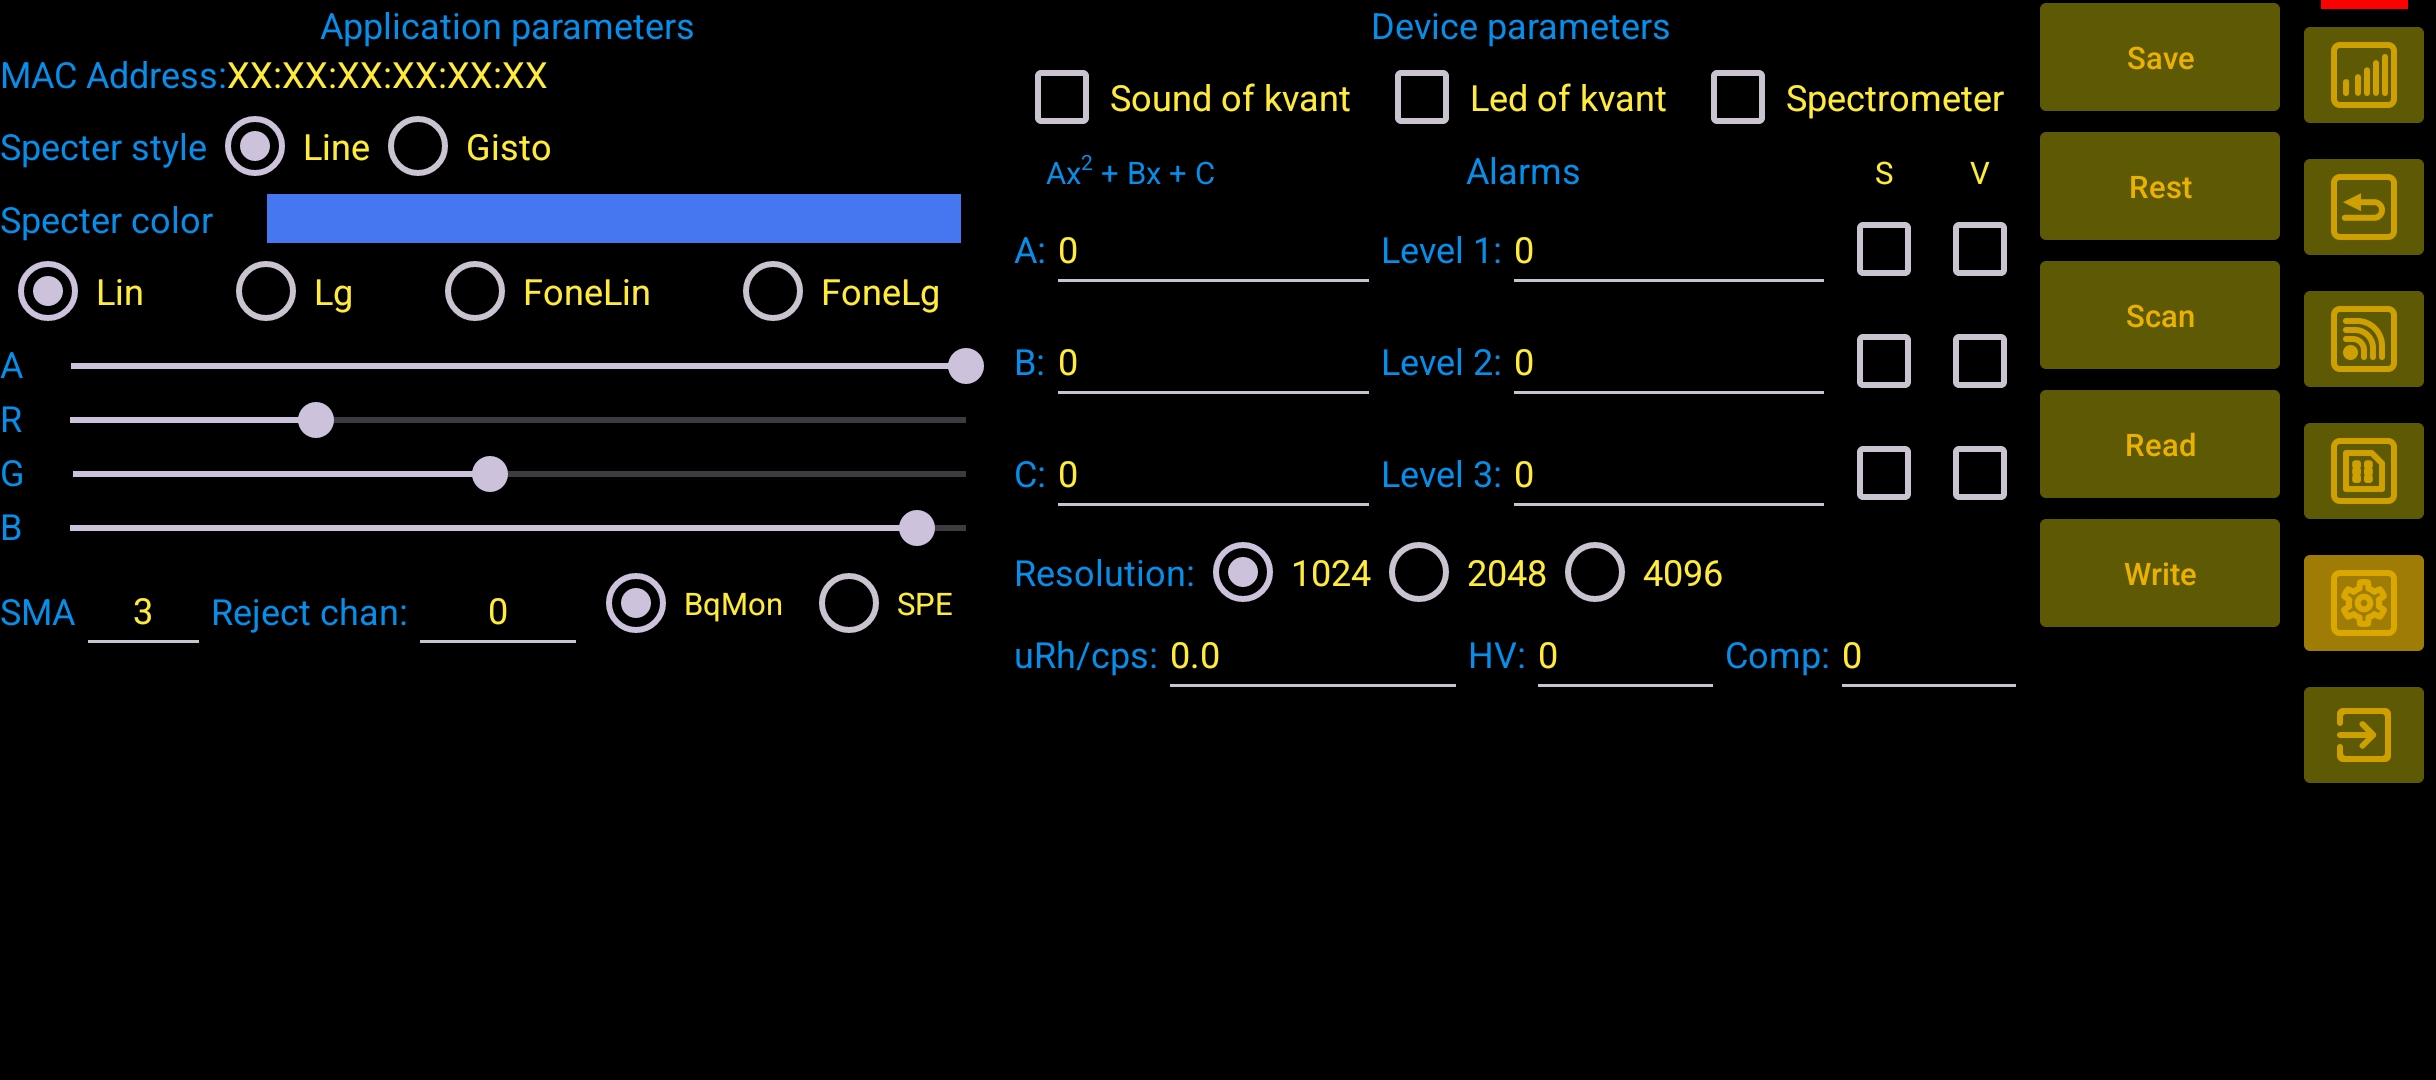 Application parameters
MAC Address:XX:XX:XX:XX:XX:XX
Specter style Line Gisto
Specter color
Lin Lg FoneLin FoneLg
A
R
G
B
SMA 3 Reject chan: 0 BqMon SPE
Device parameters
Sound of kvant Led of kvant Spectrometer
Ax² + Bx + C Alarms S V
A: 0 Level 1: 0
B: 0 Level 2: 0
C: 0 Level 3: 0
Resolution: 1024 2048 4096
uRh/cps: 0.0 HV: 0 Comp: 0
Save
Rest
Scan
Read
Write